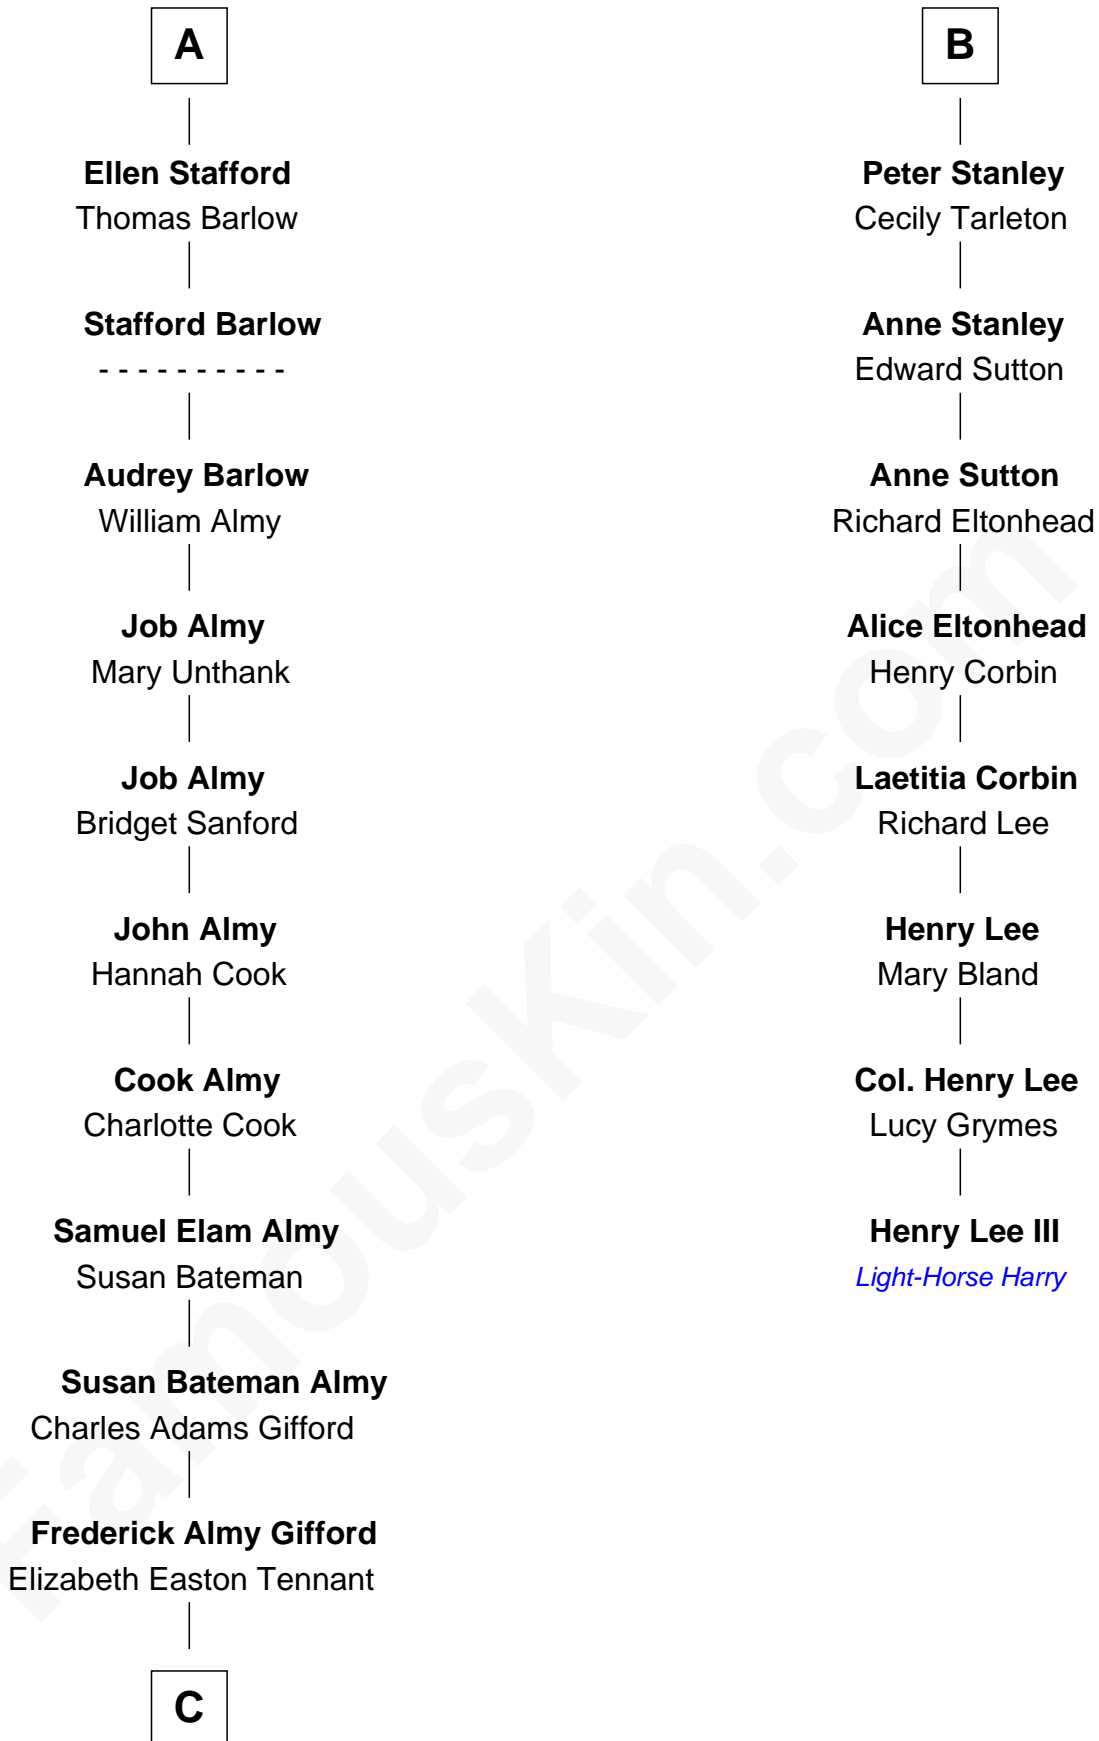 A
Ellen Stafford
Thomas Barlow
Stafford Barlow
- - - - - - - - - -
Audrey Barlow
William Almy
Job Almy
Mary Unthank
Job Almy
Bridget Sanford
John Almy
Hannah Cook
Cook Almy
Charlotte Cook
Samuel Elam Almy
Susan Bateman
Susan Bateman Almy
Charles Adams Gifford
Frederick Almy Gifford
Elizabeth Easton Tennant
C
B
Peter Stanley
Cecily Tarleton
Anne Stanley
Edward Sutton
Anne Sutton
Richard Eltonhead
Alice Eltonhead
Henry Corbin
Laetitia Corbin
Richard Lee
Henry Lee
Mary Bland
Col. Henry Lee
Lucy Grymes
Henry Lee III
Light-Horse Harry
FamousKin.com